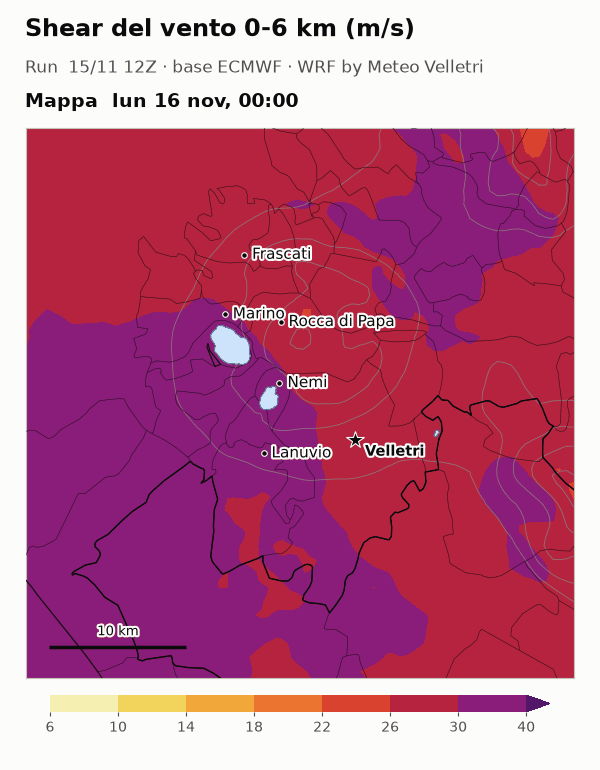 Shear del vento 0-6 km (m/s)
Run  15/11 12Z · base ECMWF · WRF by Meteo Velletri
Mappa  lun 16 nov, 00:00
Frascati
Marino
Rocca di Papa
Nemi
Velletri
Lanuvio
10 km
6 10 14 18 22 26 30 40